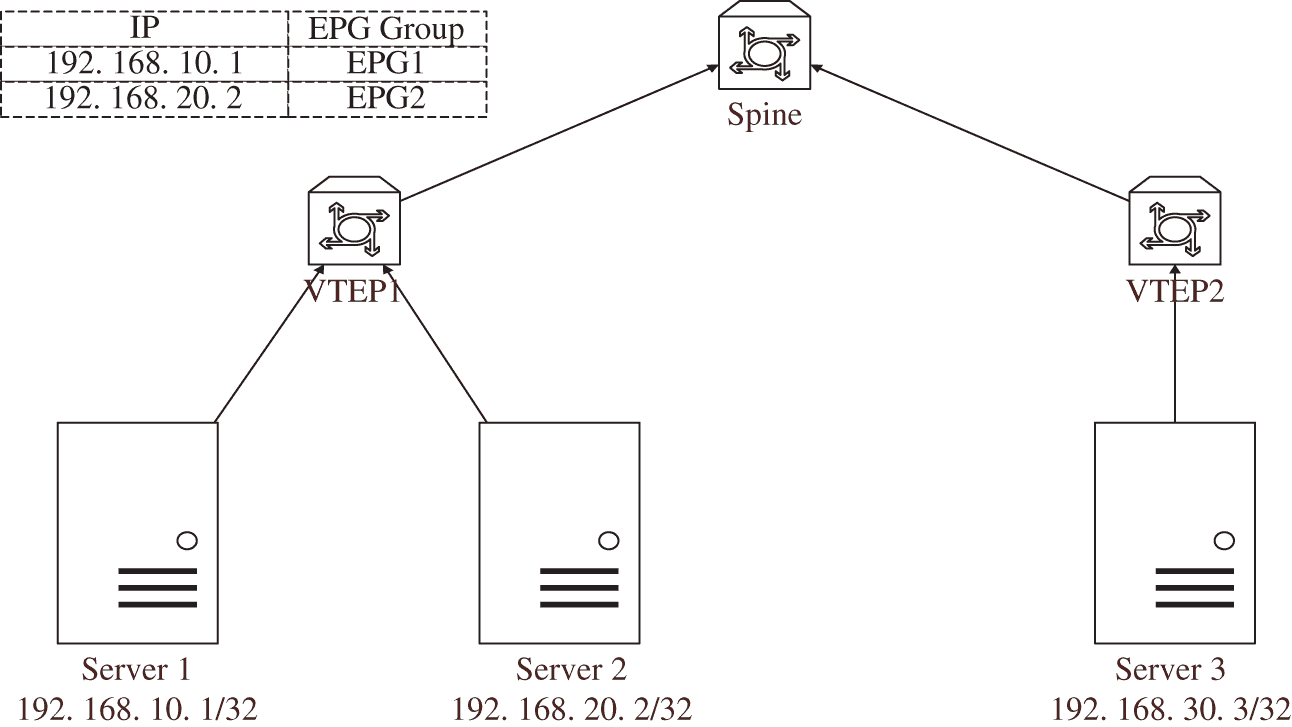 IP EPG Group
192. 168. 10. 1 EPG1
192. 168. 20. 2 EPG2
Spine
VTEP1 VTEP2
Server 1 Server 2 Server 3
192. 168. 10. 1/32 192. 168. 20. 2/32 192. 168. 30. 3/32